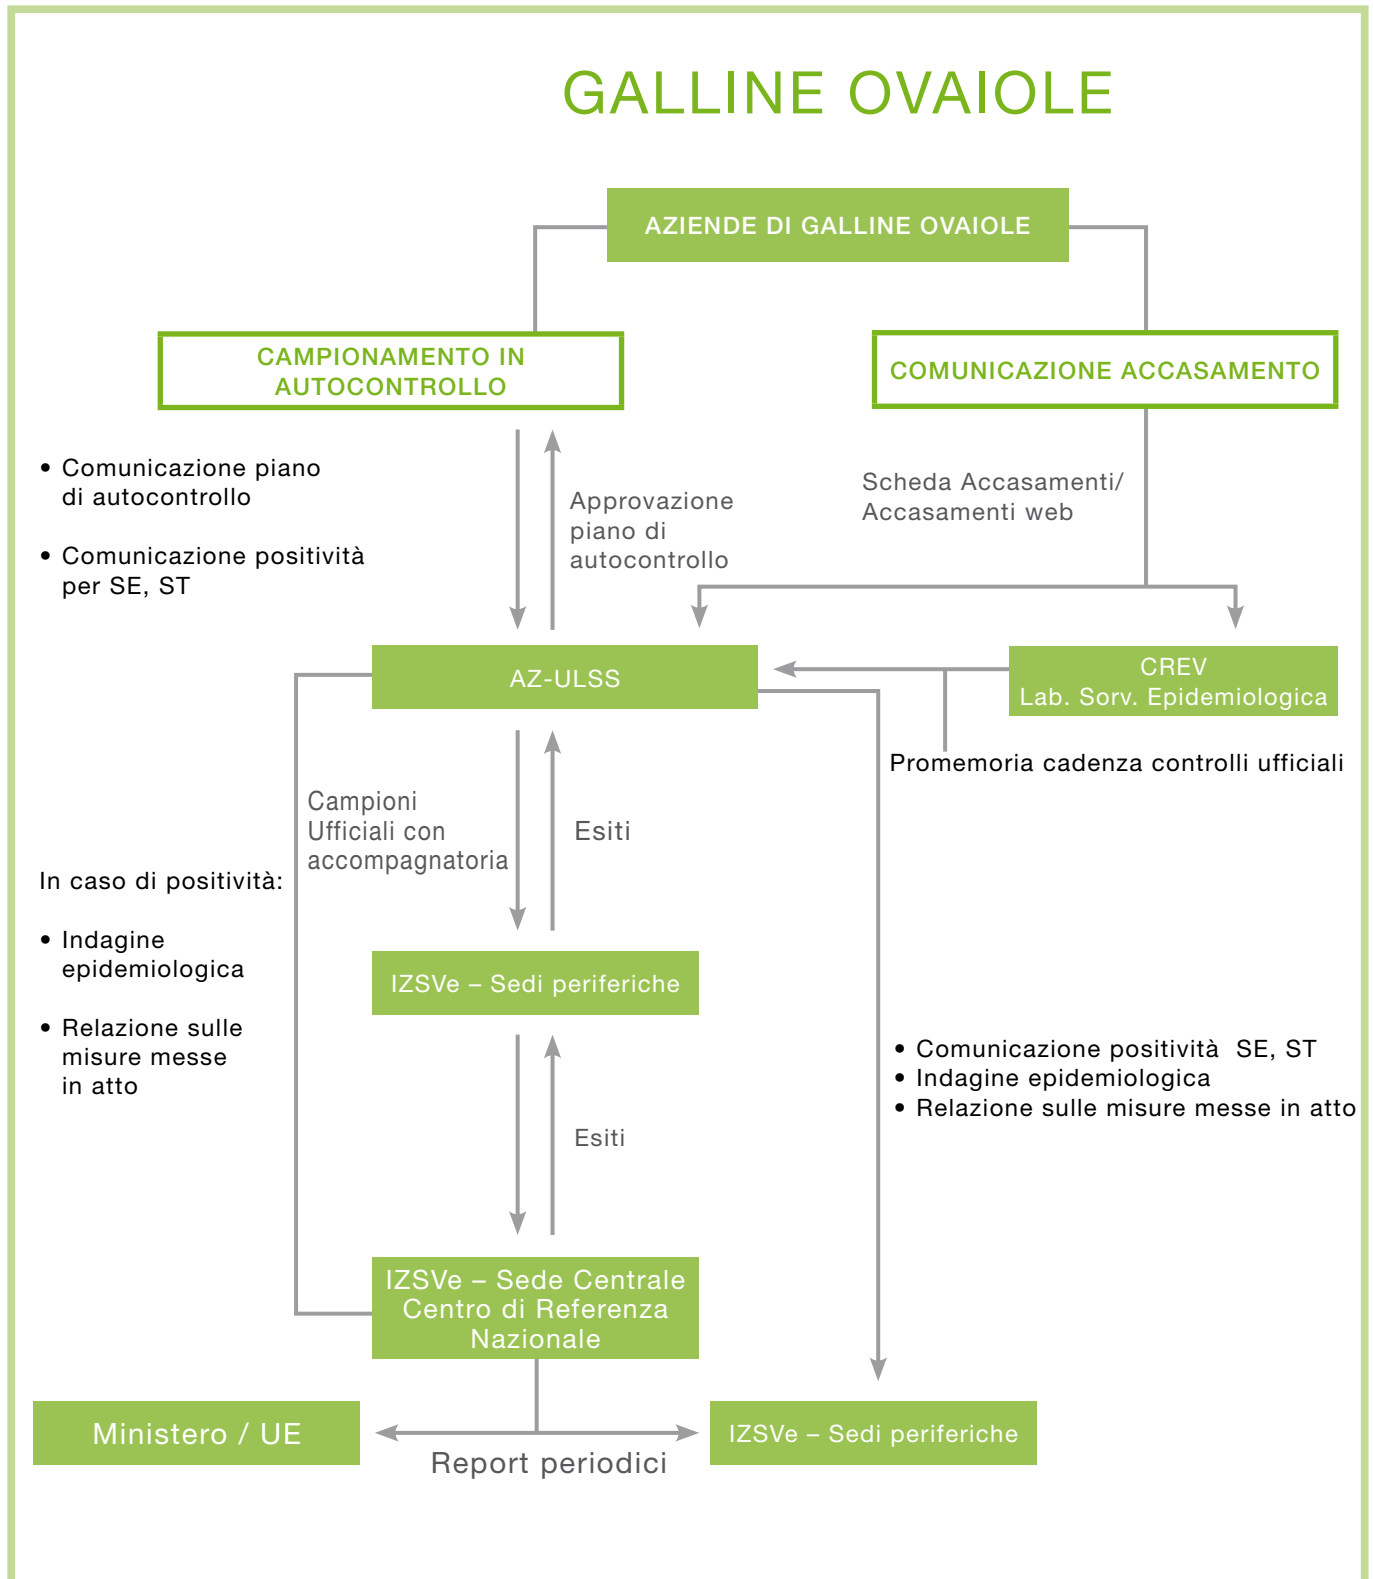 GALLINE OVAIOLE
AZIENDE DI GALLINE OVAIOLE
CAMPIONAMENTO IN
AUTOCONTROLLO
COMUNICAZIONE ACCASAMENTO
• Comunicazione piano
di autocontrollo
• Comunicazione positività
per SE, ST
Approvazione
piano di
autocontrollo
Scheda Accasamenti/
Accasamenti web
AZ-ULSS
CREV
Lab. Sorv. Epidemiologica
Promemoria cadenza controlli ufficiali
Campioni
Ufficiali con
accompagnatoria
Esiti
In caso di positività:
• Indagine
epidemiologica
• Relazione sulle
misure messe
in atto
IZSVe – Sedi periferiche
• Comunicazione positività  SE, ST
• Indagine epidemiologica
• Relazione sulle misure messe in atto
Esiti
IZSVe – Sede Centrale
Centro di Referenza
Nazionale
Ministero / UE
Report periodici
IZSVe – Sedi periferiche